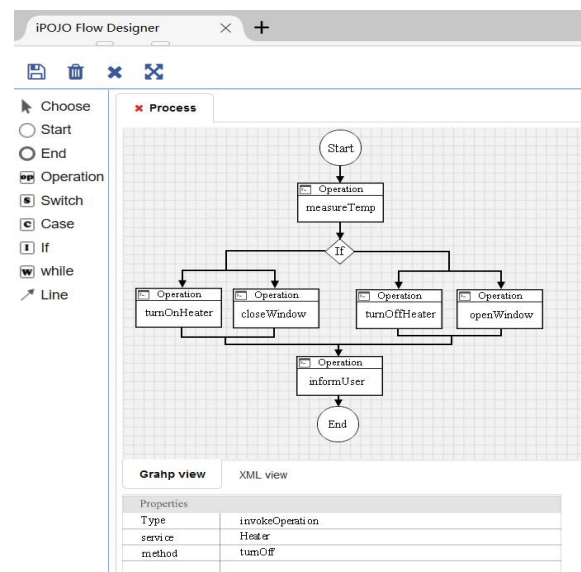 iPOJO Flow Designer
Choose
Start
End
op Operation
s Switch
C Case
I If
w while
Line
Process
Start
Operation
measureTemp
If
Operation
turnOnHeater
Operation
closeWindow
Operation
turnOffHeater
Operation
openWindow
Operation
informUser
End
Grahp view XML view
Properties
Type invokeOperation
service Heater
method turnOff